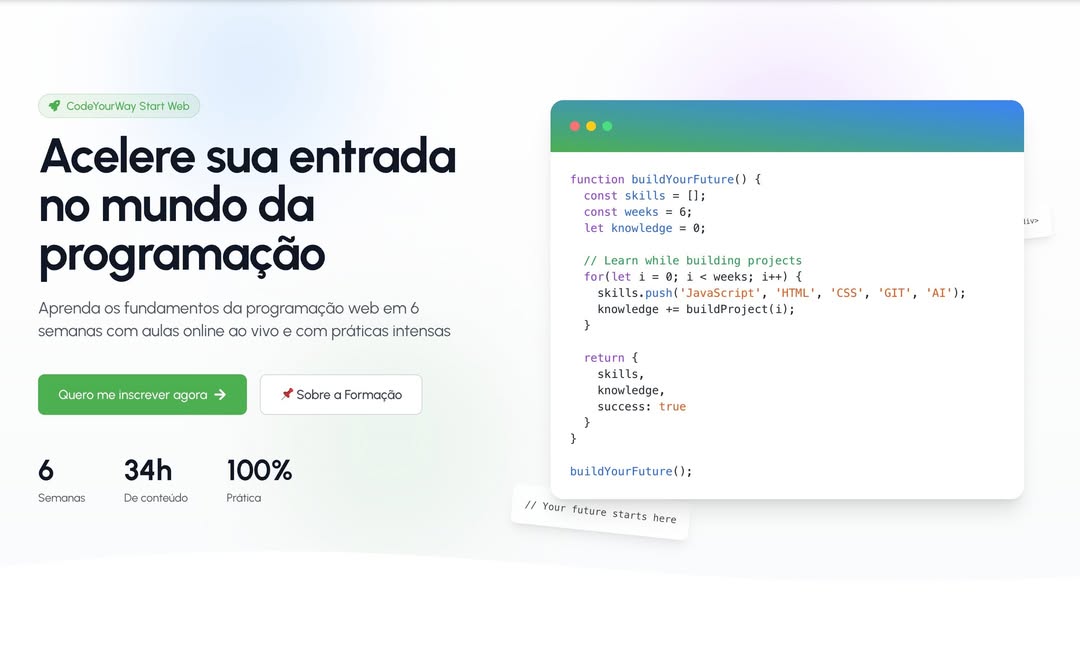 CodeYourWay Start Web
Acelere sua entrada
no mundo da
programação
Aprenda os fundamentos da programação web em 6
semanas com aulas online ao vivo e com práticas intensas
Quero me inscrever agora →
Sobre a Formação
6
Semanas
34h
De conteúdo
100%
Prática
function buildYourFuture() {
  const skills = [];
  const weeks = 6;
  let knowledge = 0;
  // Learn while building projects
  for(let i = 0; i < weeks; i++) {
    skills.push('JavaScript', 'HTML', 'CSS', 'GIT', 'AI');
    knowledge += buildProject(i);
  }
  return {
    skills,
    knowledge,
    success: true
  }
}
buildYourFuture();
// Your future starts here